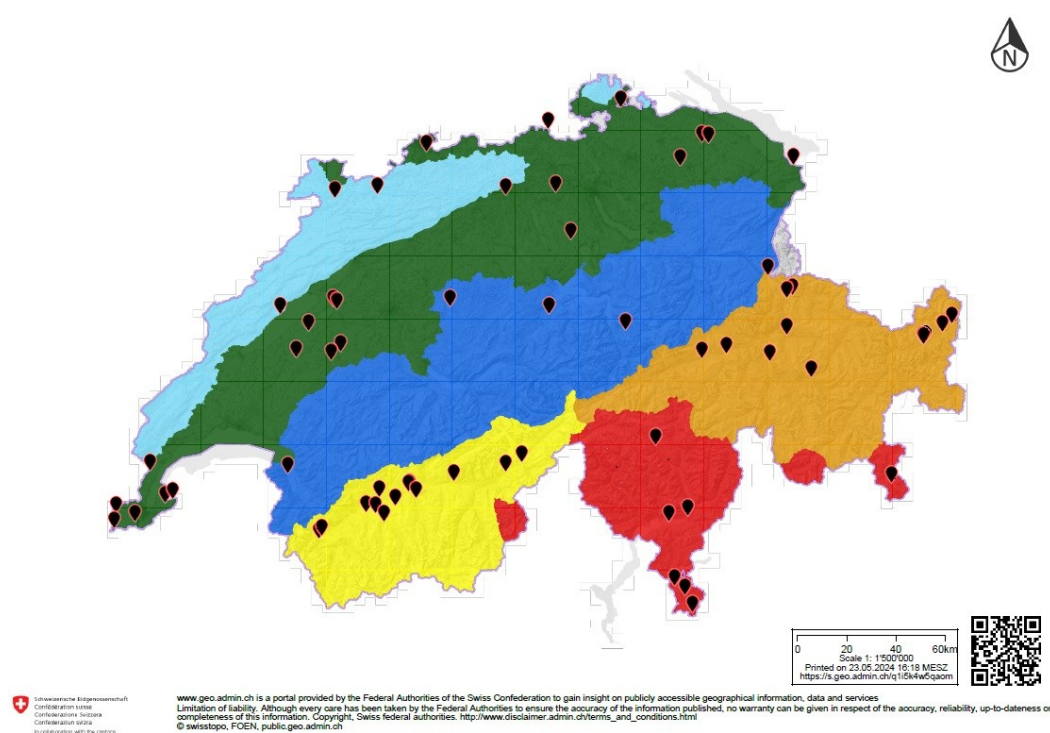 N
0 20 40 60km
Scale 1: 1'500'000
Printed on 23.05.2024 16:18 MESZ
https://s.geo.admin.ch/q1i5k4w5qaom
Schweizerische Eidgenossenschaft
Confédération suisse
Confederazione Svizzera
Confederaziun svizra
In collaboration with the cantons
www.geo.admin.ch is a portal provided by the Federal Authorities of the Swiss Confederation to gain insight on publicly accessible geographical information, data and services
Limitation of liability. Although every care has been taken by the Federal Authorities to ensure the accuracy of the information published, no warranty can be given in respect of the accuracy, reliability, up-to-dateness or
completeness of this information. Copyright, Swiss federal authorities. http://www.disclaimer.admin.ch/terms_and_conditions.html
© swisstopo, FOEN, public.geo.admin.ch